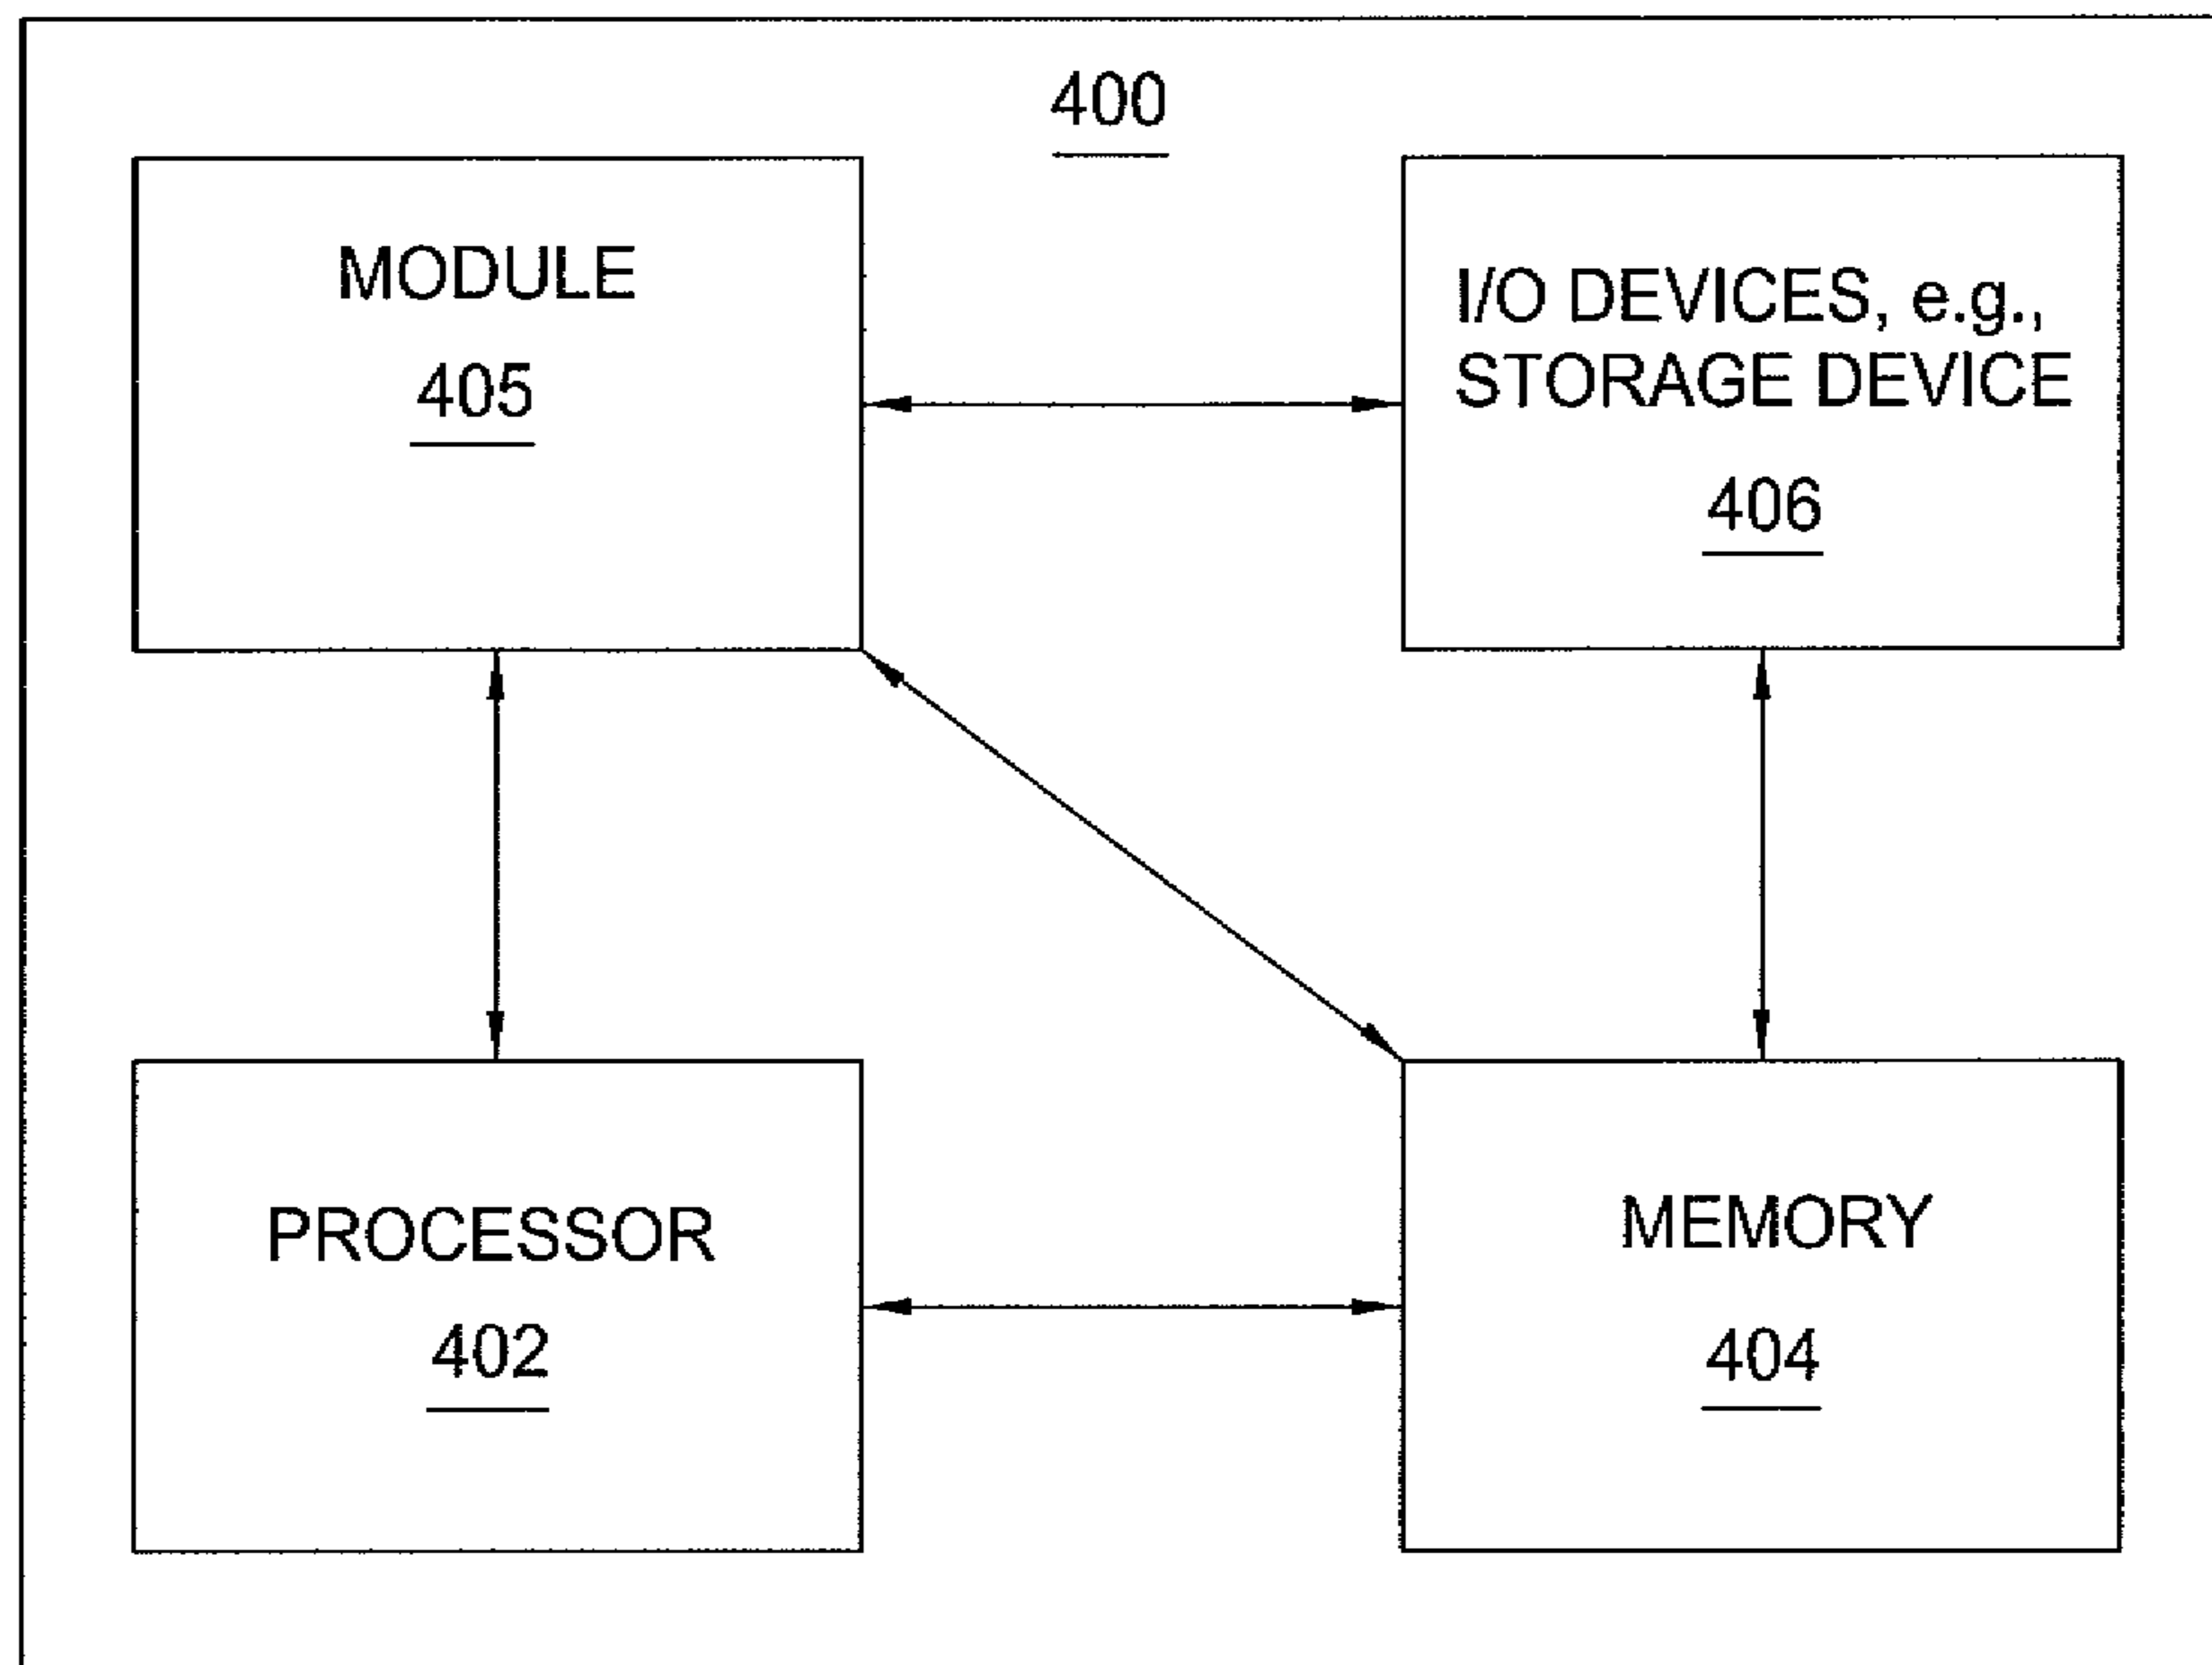 400
MODULE
405
I/O DEVICES, e.g.,
STORAGE DEVICE
406
PROCESSOR
402
MEMORY
404